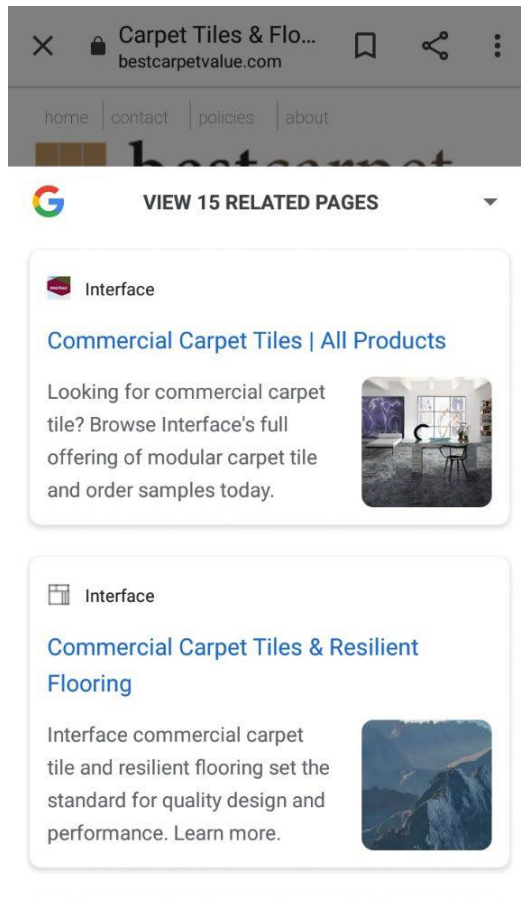 Carpet Tiles & Flo...
bestcarpetvalue.com
home contact policies about
best carpet
VIEW 15 RELATED PAGES
Interface
Commercial Carpet Tiles | All Products
Looking for commercial carpet
tile? Browse Interface's full
offering of modular carpet tile
and order samples today.
Interface
Commercial Carpet Tiles & Resilient
Flooring
Interface commercial carpet
tile and resilient flooring set the
standard for quality design and
performance. Learn more.